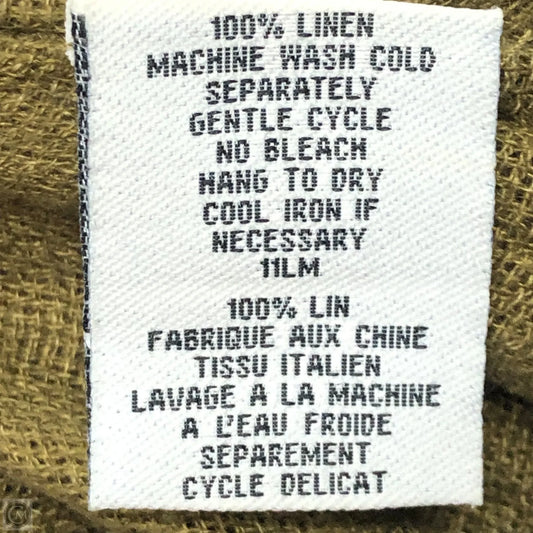 100% LINEN
MACHINE WASH COLD
SEPARATELY
GENTLE CYCLE
NO BLEACH
HANG TO DRY
COOL IRON IF
NECESSARY
11LM
100% LIN
FABRIQUE AUX CHINE
TISSU ITALIEN
LAVAGE A LA MACHINE
A L'EAU FROIDE
SEPAREMENT
CYCLE DELICAT